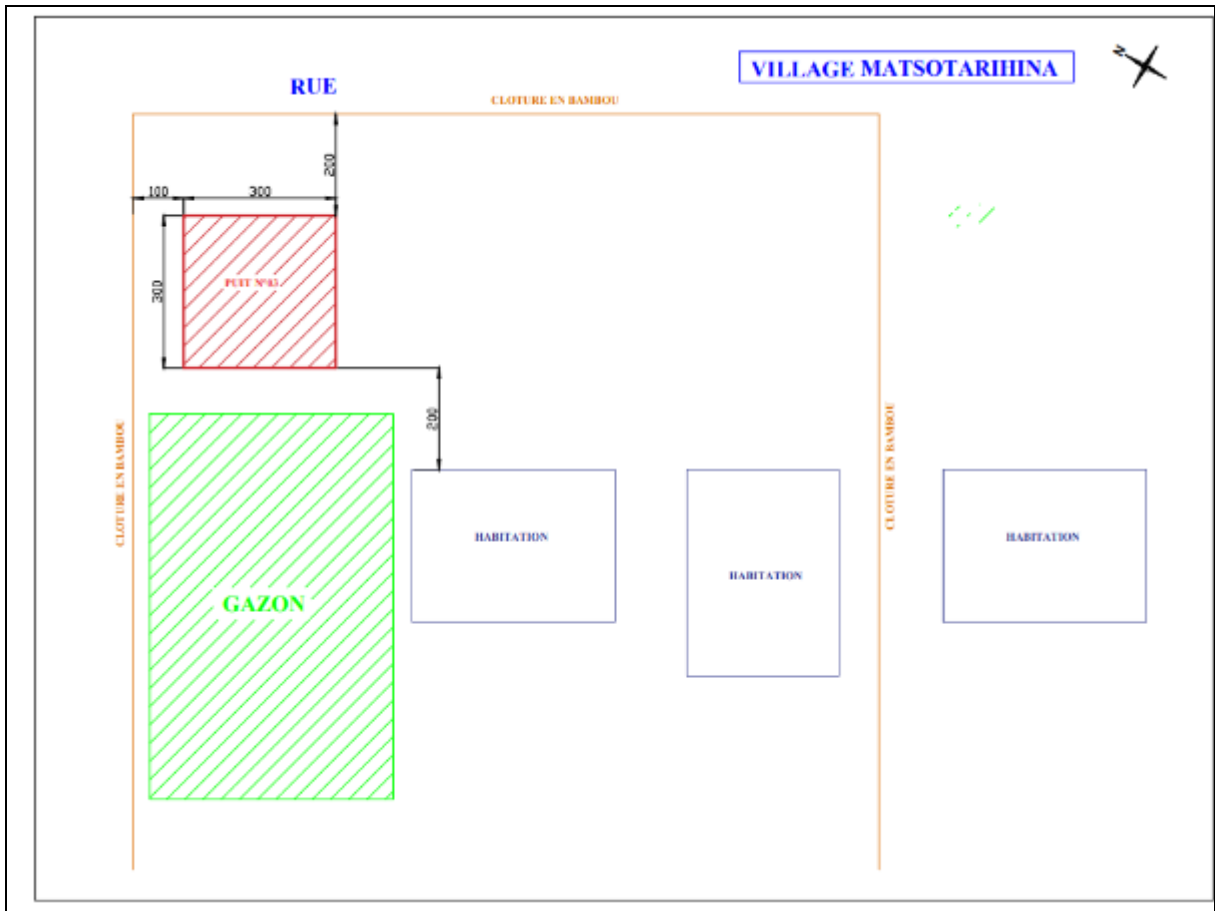 N
VILLAGE MATSOTARIHINA
RUE
CLOTURE EN BAMBOU
200
100
300
300
PUIT N°03
200
CLOTURE EN BAMBOU
CLOTURE EN BAMBOU
HABITATION
HABITATION
HABITATION
GAZON